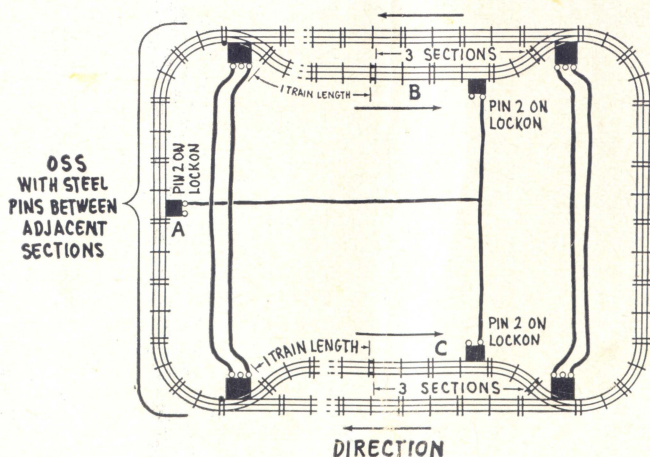 3 SECTIONS
1 TRAIN LENGTH
B
PIN 2 ON
LOCKON
OSS
WITH STEEL
PINS BETWEEN
ADJACENT
SECTIONS
PIN 2 ON
LOCKON
A
PIN 2 ON
LOCKON
C
1 TRAIN LENGTH
3 SECTIONS
DIRECTION